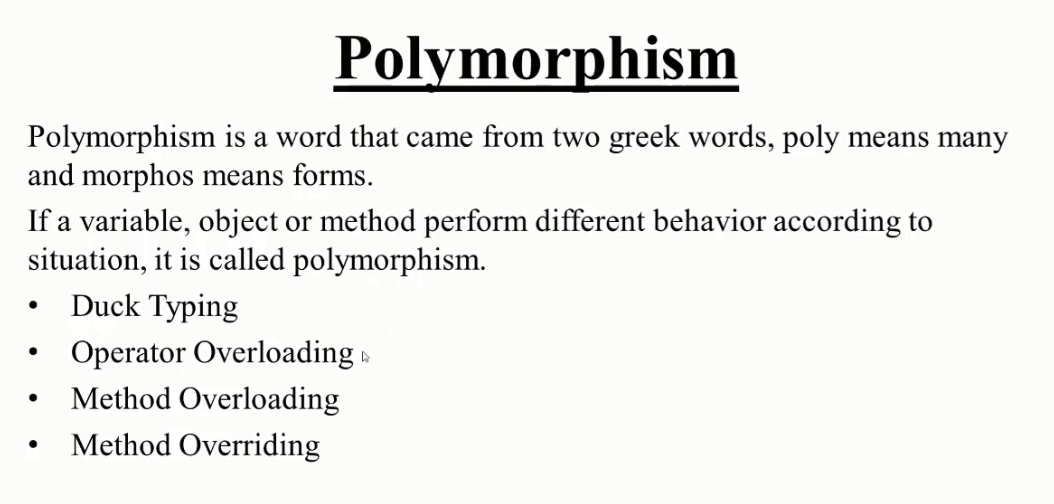 Polymorphism
Polymorphism is a word that came from two greek words, poly means many
and morphos means forms.
If a variable, object or method perform different behavior according to
situation, it is called polymorphism.
• Duck Typing
• Operator Overloading
• Method Overloading
• Method Overriding